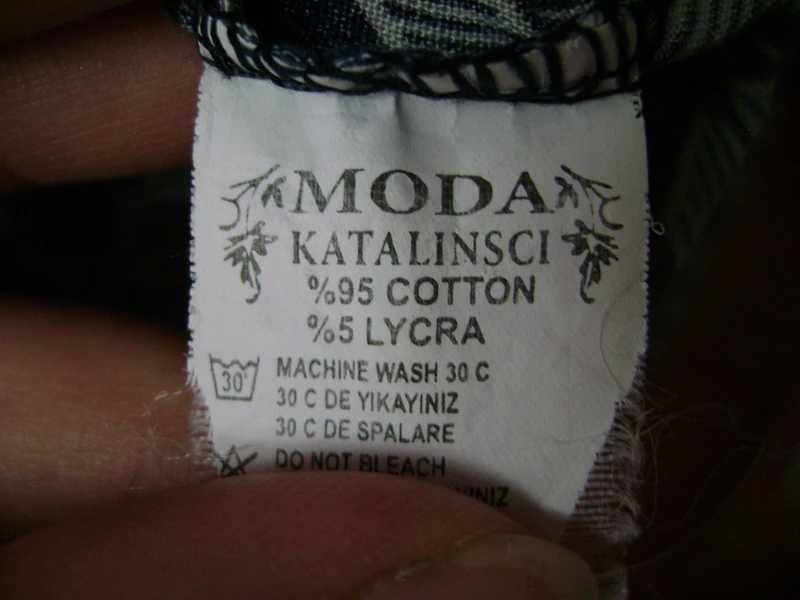 MODA
KATALINSCI
%95 COTTON
%5 LYCRA
30°
MACHINE WASH 30 C
30 C DE YIKAYINIZ
30 C DE SPALARE
DO NOT BLEACH